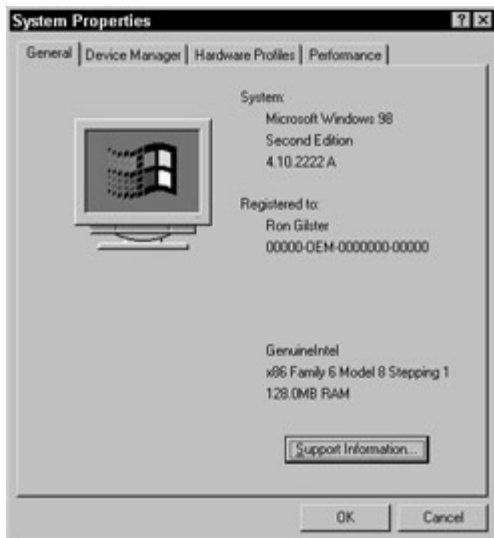 System Properties
General Device Manager Hardware Profiles Performance
System:
Microsoft Windows 98
Second Edition
4.10.2222 A
Registered to:
Ron Gilster
00000-OEM-0000000-00000
GenuineIntel
x86 Family 6 Model 8 Stepping 1
128.0MB RAM
Support Information...
OK Cancel